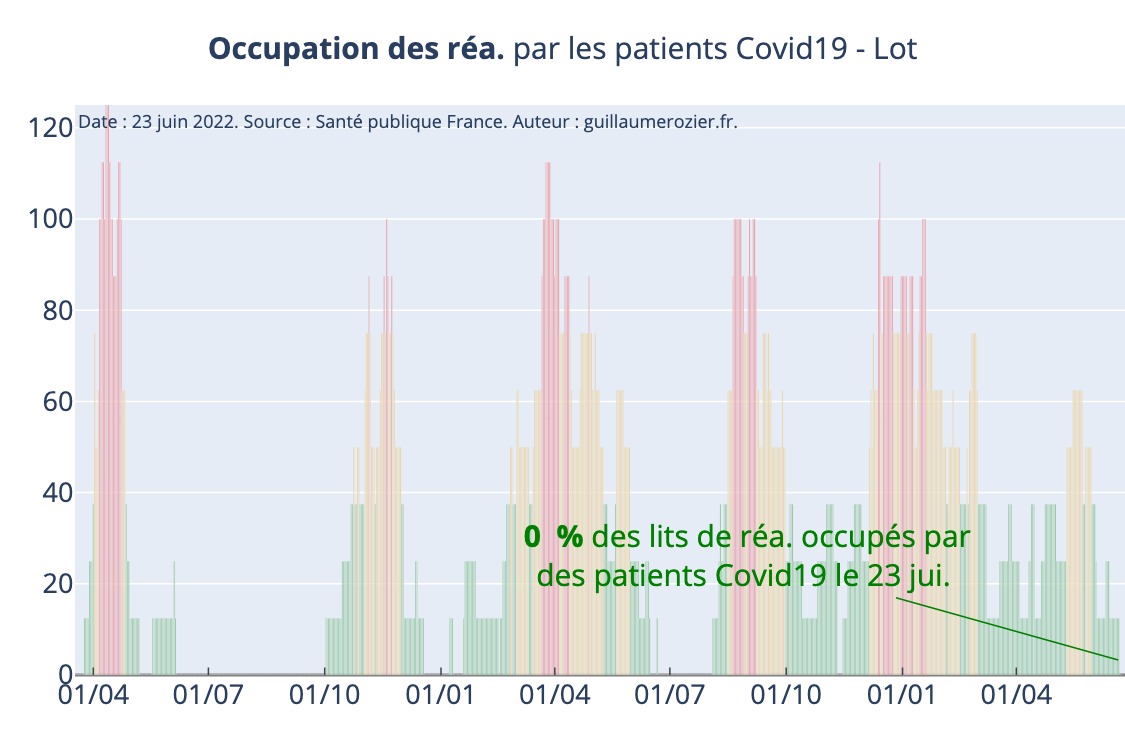 Occupation des réa. par les patients Covid19 - Lot
Date : 23 juin 2022. Source : Santé publique France. Auteur : guillaumerozier.fr.
120
100
80
60
40
20
0
0 % des lits de réa. occupés par
des patients Covid19 le 23 jui.
01/04 01/07 01/10 01/01 01/04 01/07 01/10 01/01 01/04